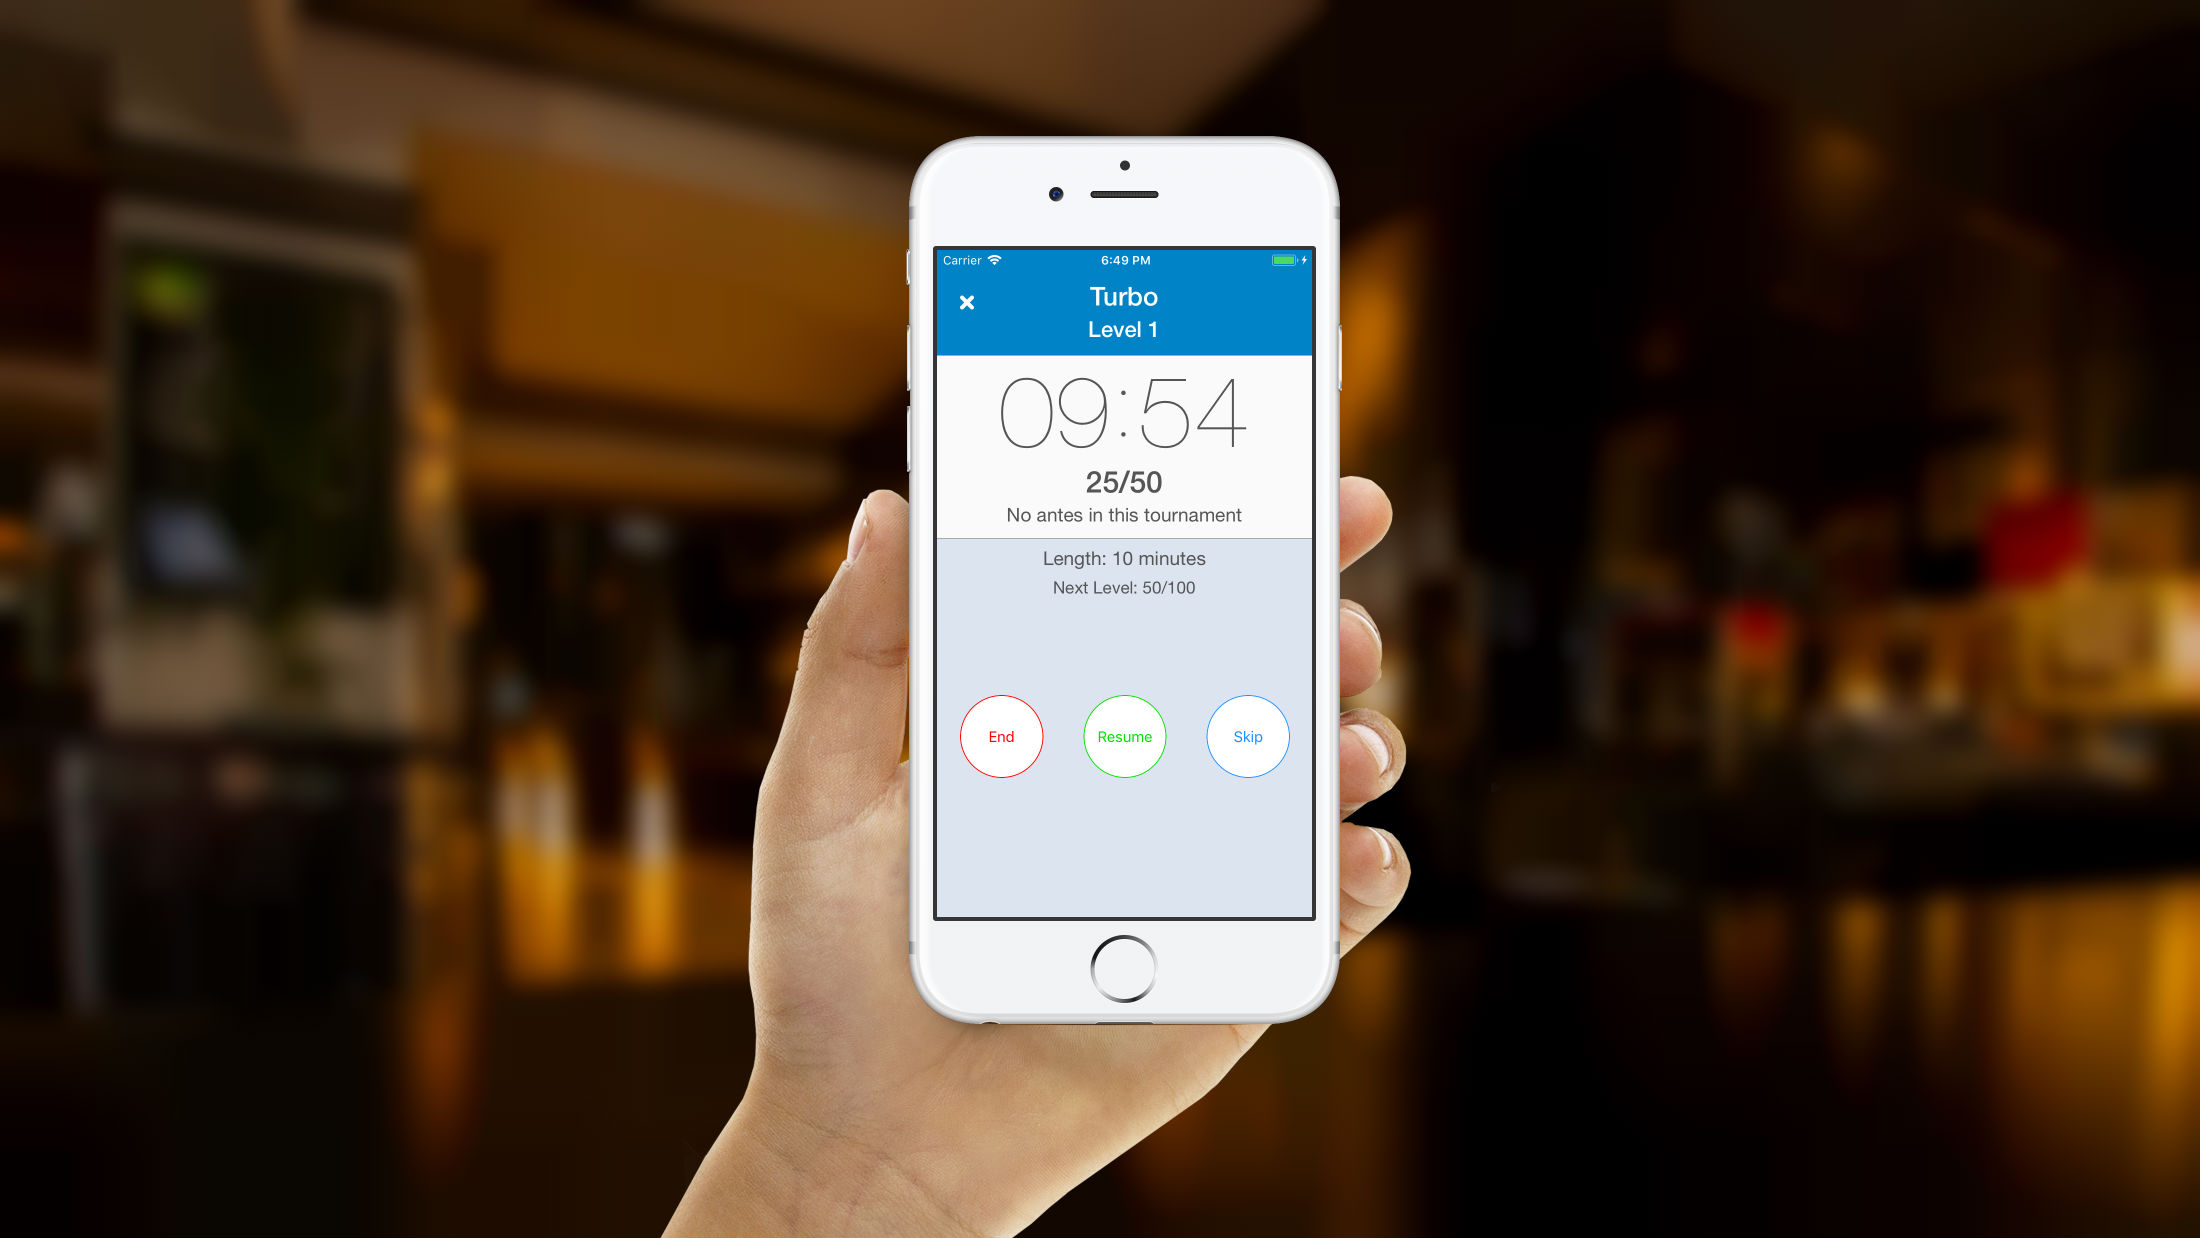 Carrier 6:49 PM
Turbo
Level 1
09:54
25/50
No antes in this tournament
Length: 10 minutes
Next Level: 50/100
End Resume Skip